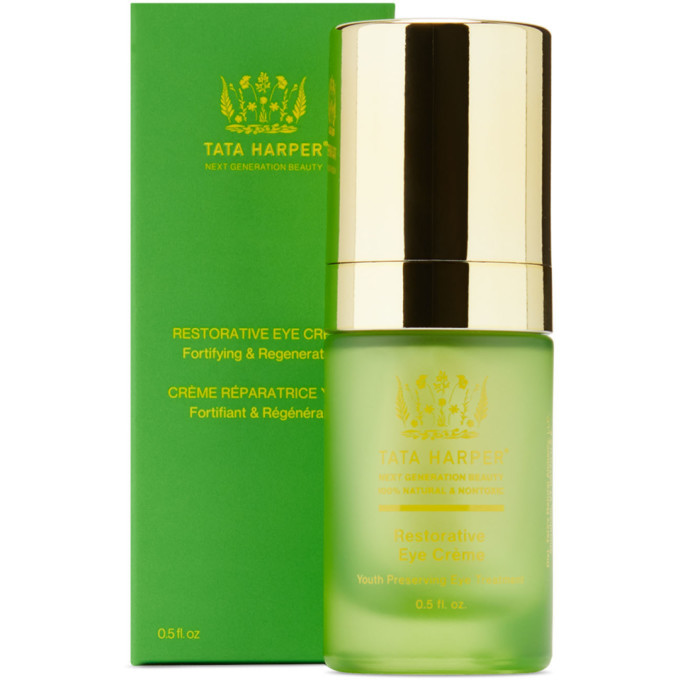 TATA HARPER
NEXT GENERATION BEAUTY
RESTORATIVE EYE CR
Fortifying & Regenerat
CRÈME RÉPARATRICE Y
Fortifiant & Régénéra
0.5 fl. oz
TATA HARPER
NEXT GENERATION BEAUTY
100% NATURAL & NONTOXIC
Restorative
Eye Crème
Youth Preserving Eye
0.5 fl. oz.